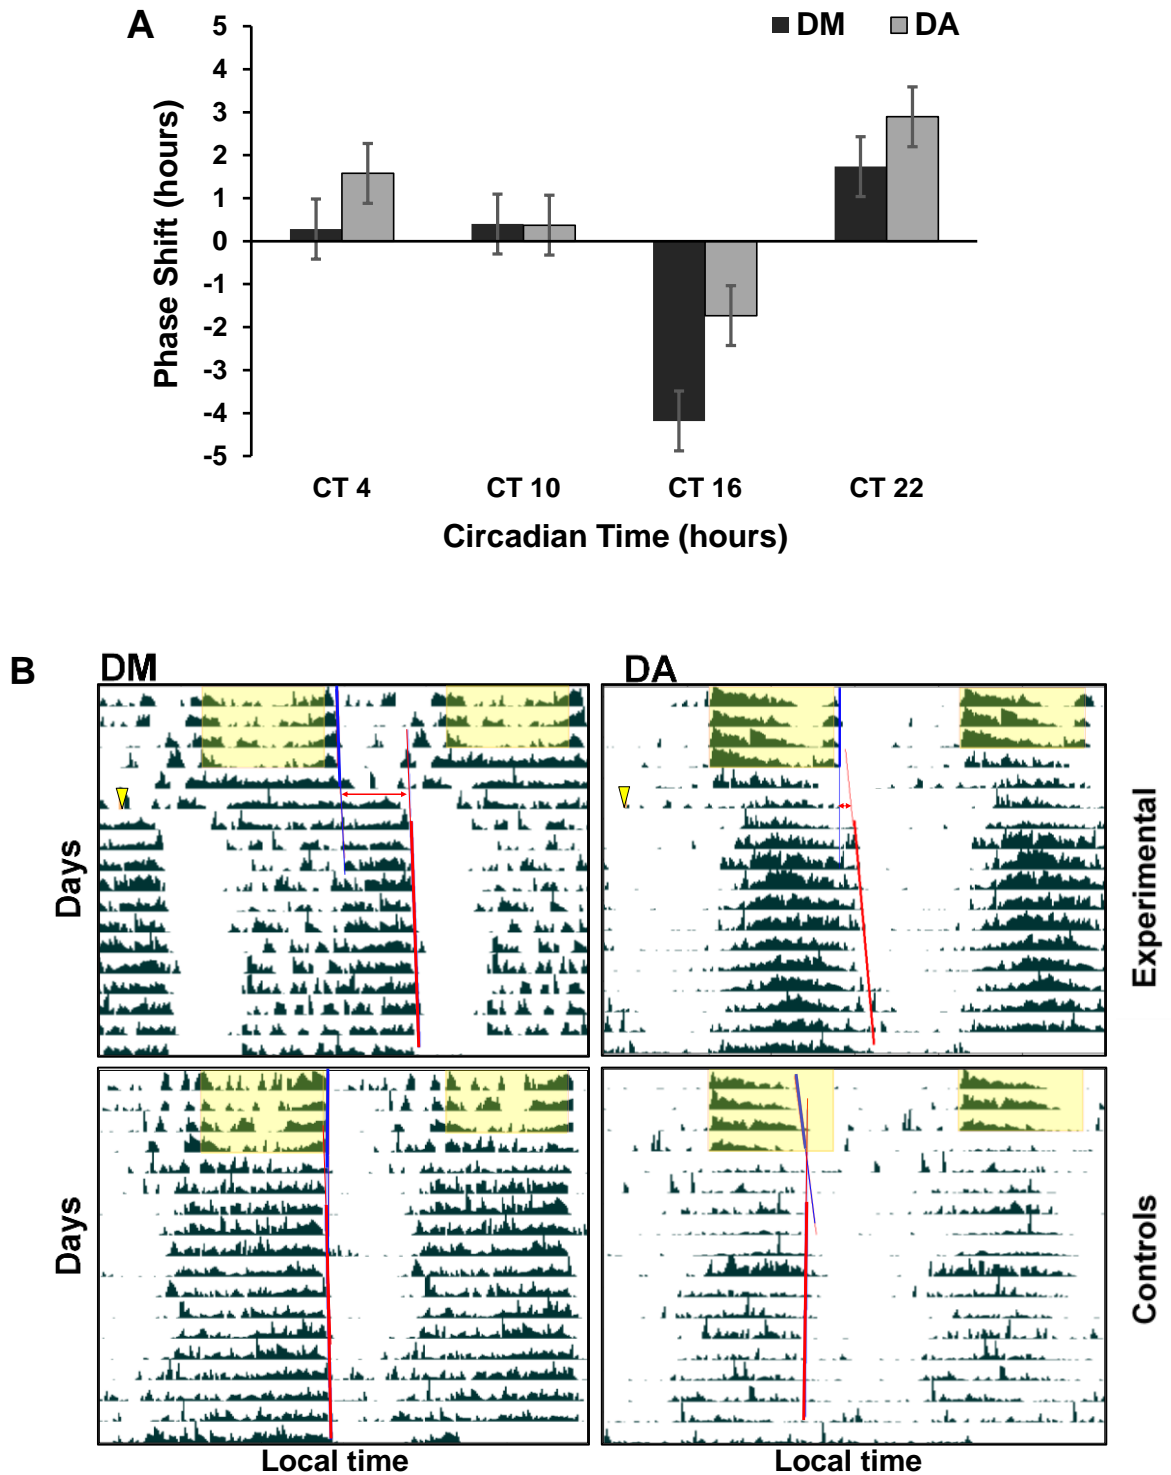 A
DM DA
5
4
3
2
1
0
-1
-2
-3
-4
-5
Phase Shift (hours)
CT 4 CT 10 CT 16 CT 22
Circadian Time (hours)
B
DM DA
Days
Experimental
Days
Controls
Local time Local time